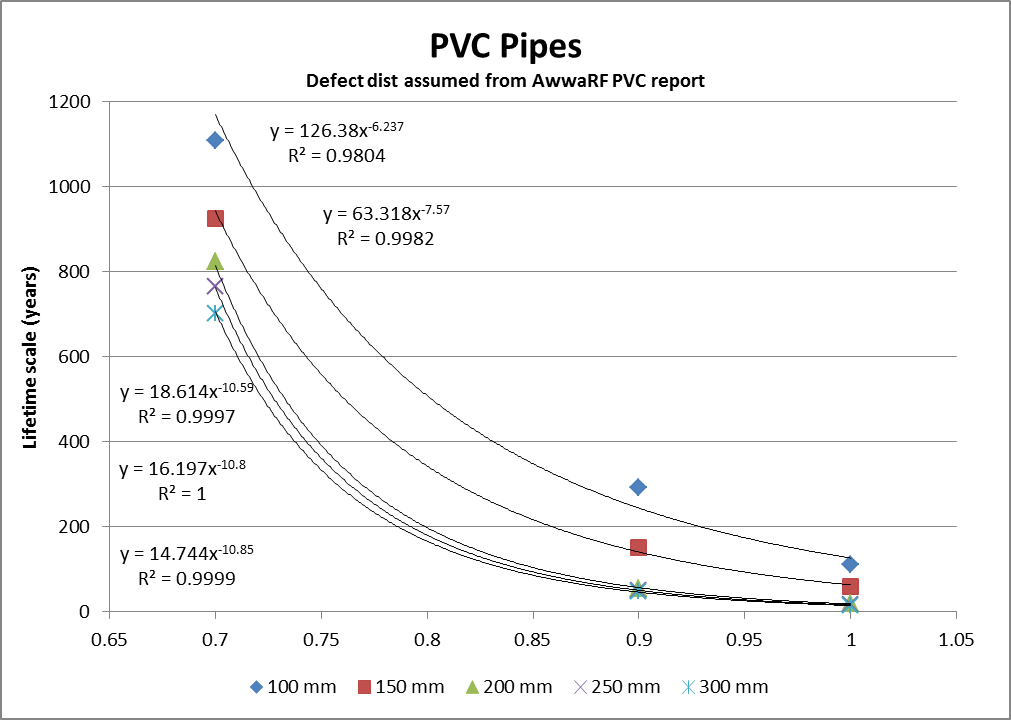 PVC Pipes
Defect dist assumed from AwwaRF PVC report
Lifetime scale (years)
1200
1000
800
600
400
200
0
y = 126.38x^-6.237
R² = 0.9804
y = 63.318x^-7.57
R² = 0.9982
y = 18.614x^-10.59
R² = 0.9997
y = 16.197x^-10.8
R² = 1
y = 14.744x^-10.85
R² = 0.9999
0.65 0.7 0.75 0.8 0.85 0.9 0.95 1 1.05
100 mm 150 mm 200 mm 250 mm 300 mm